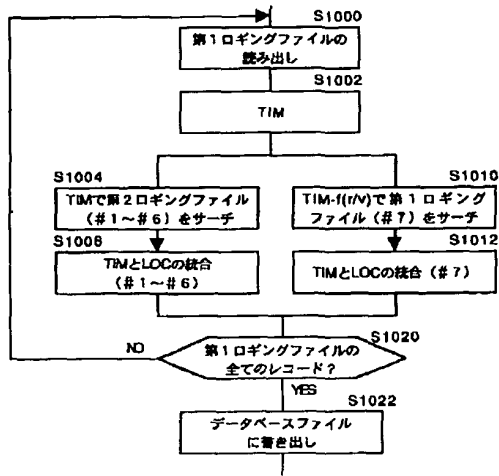 S1000
第1ロギングファイルの
読み出し
S1002
TIM
S1004
TIMで第2ロギングファイル
(#1～#6)をサーチ
S1010
TIM-f(r/v)で第1ロギング
ファイル(#7)をサーチ
S1006
TIMとLOCの統合
(#1～#6)
S1012
TIMとLOCの統合(#7)
S1020
NO
第1ロギングファイルの
全てのレコード?
YES
S1022
データベースファイル
に書き出し